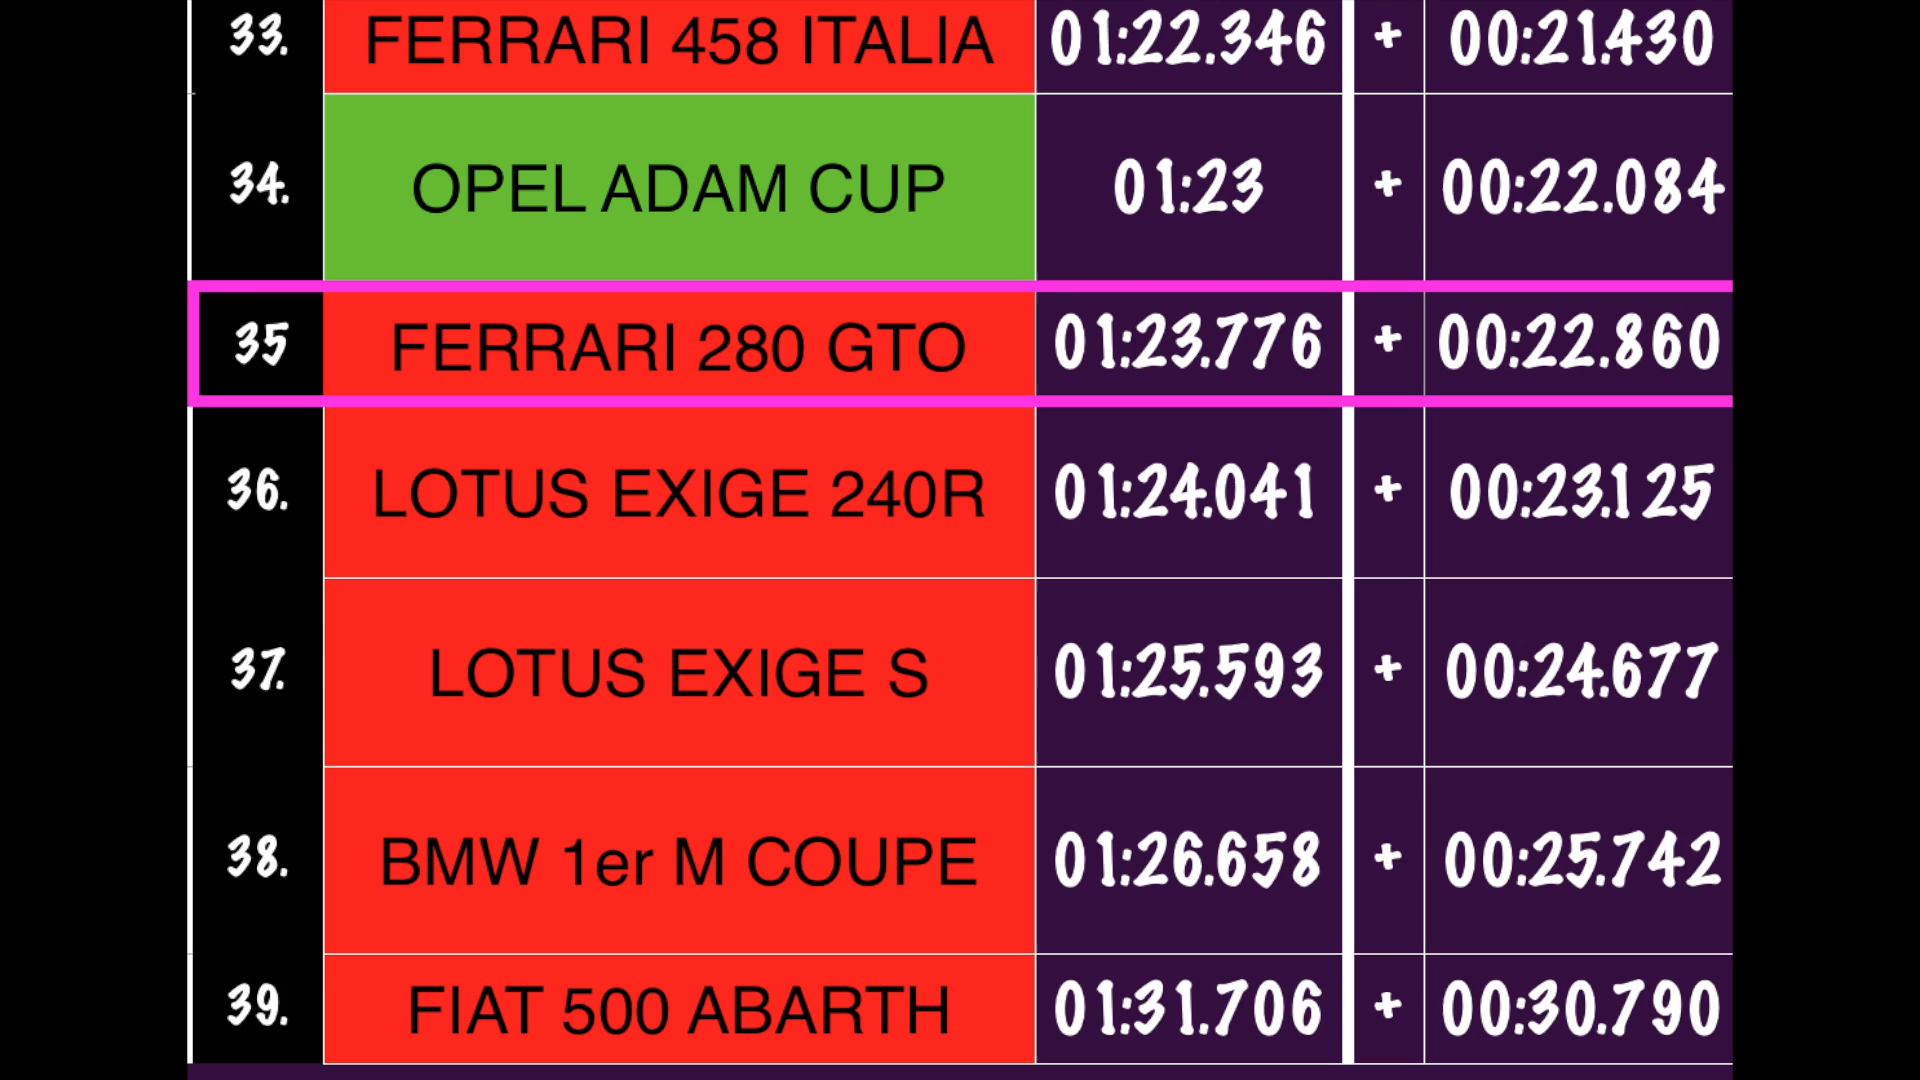 33. FERRARI 458 ITALIA 01:22.346 + 00:21.430
34. OPEL ADAM CUP 01:23 + 00:22.084
35 FERRARI 280 GTO 01:23.776 + 00:22.860
36. LOTUS EXIGE 240R 01:24.041 + 00:23.125
37. LOTUS EXIGE S 01:25.593 + 00:24.677
38. BMW 1er M COUPE 01:26.658 + 00:25.742
39. FIAT 500 ABARTH 01:31.706 + 00:30.790